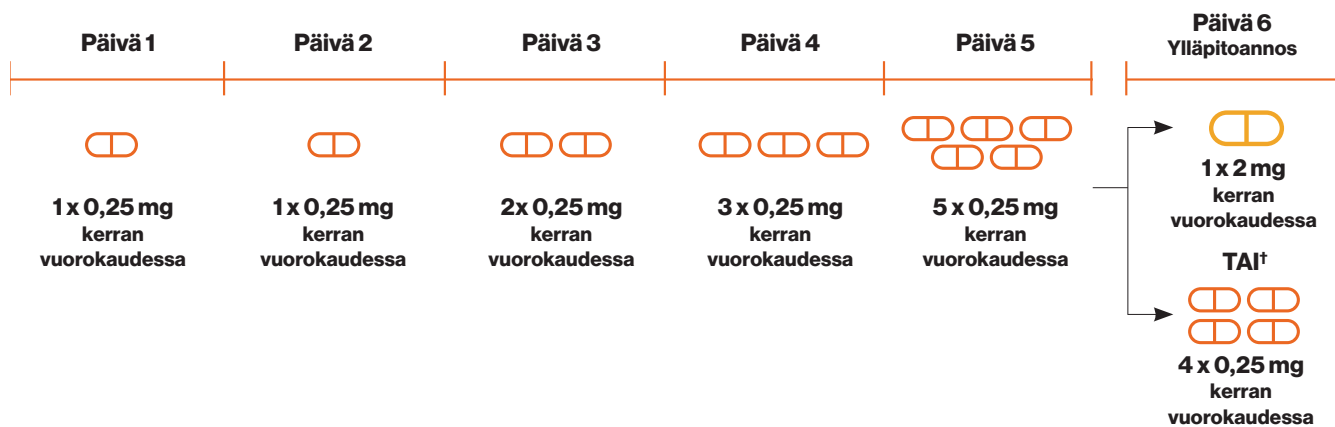 Päivä 1
1 x 0,25 mg
kerran
vuorokaudessa
Päivä 2
1 x 0,25 mg
kerran
vuorokaudessa
Päivä 3
2x 0,25 mg
kerran
vuorokaudessa
Päivä 4
3 x 0,25 mg
kerran
vuorokaudessa
Päivä 5
5 x 0,25 mg
kerran
vuorokaudessa
Päivä 6
Ylläpitoannos
1 x 2 mg
kerran
vuorokaudessa
TAI†
4 x 0,25 mg
kerran
vuorokaudessa